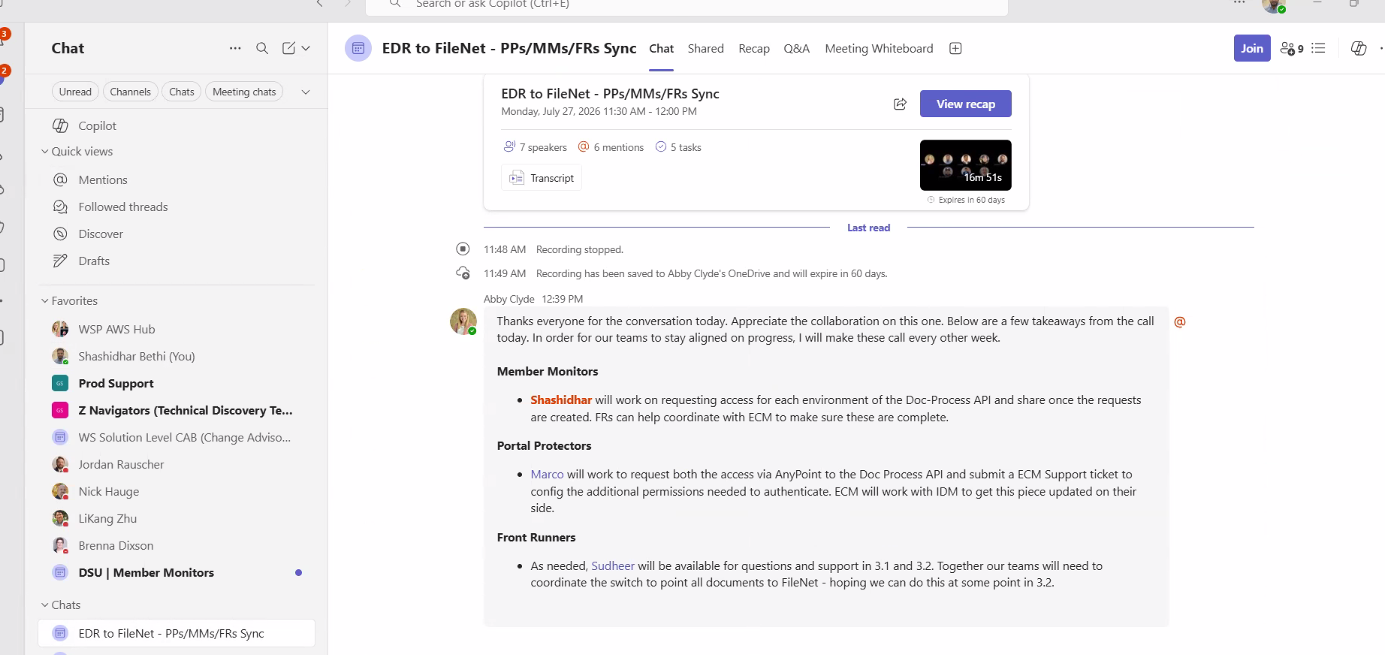 Search or ask Copilot (Ctrl+E)
3
2
Chat
Unread
Channels
Chats
Meeting chats
Copilot
Quick views
Mentions
Followed threads
Discover
Drafts
Favorites
WSP AWS Hub
Shashidhar Bethi (You)
GS
Prod Support
GS
Z Navigators (Technical Discovery Te...
WS Solution Level CAB (Change Adviso...
Jordan Rauscher
Nick Hauge
LiKang Zhu
Brenna Dixson
DSU | Member Monitors
Chats
EDR to FileNet - PPs/MMs/FRs Sync
EDR to FileNet - PPs/MMs/FRs Sync
Chat
Shared
Recap
Q&A
Meeting Whiteboard
Join
9
EDR to FileNet - PPs/MMs/FRs Sync
Monday, July 27, 2026 11:30 AM - 12:00 PM
View recap
7 speakers
6 mentions
5 tasks
Transcript
16m 51s
Expires in 60 days
Last read
11:48 AM Recording stopped.
11:49 AM Recording has been saved to Abby Clyde's OneDrive and will expire in 60 days.
Abby Clyde 12:39 PM
Thanks everyone for the conversation today. Appreciate the collaboration on this one. Below are a few takeaways from the call
today. In order for our teams to stay aligned on progress, I will make these call every other week.
Member Monitors
• Shashidhar will work on requesting access for each environment of the Doc-Process API and share once the requests
are created. FRs can help coordinate with ECM to make sure these are complete.
Portal Protectors
• Marco will work to request both the access via AnyPoint to the Doc Process API and submit a ECM Support ticket to
config the additional permissions needed to authenticate. ECM will work with IDM to get this piece updated on their
side.
Front Runners
• As needed, Sudheer will be available for questions and support in 3.1 and 3.2. Together our teams will need to
coordinate the switch to point all documents to FileNet - hoping we can do this at some point in 3.2.